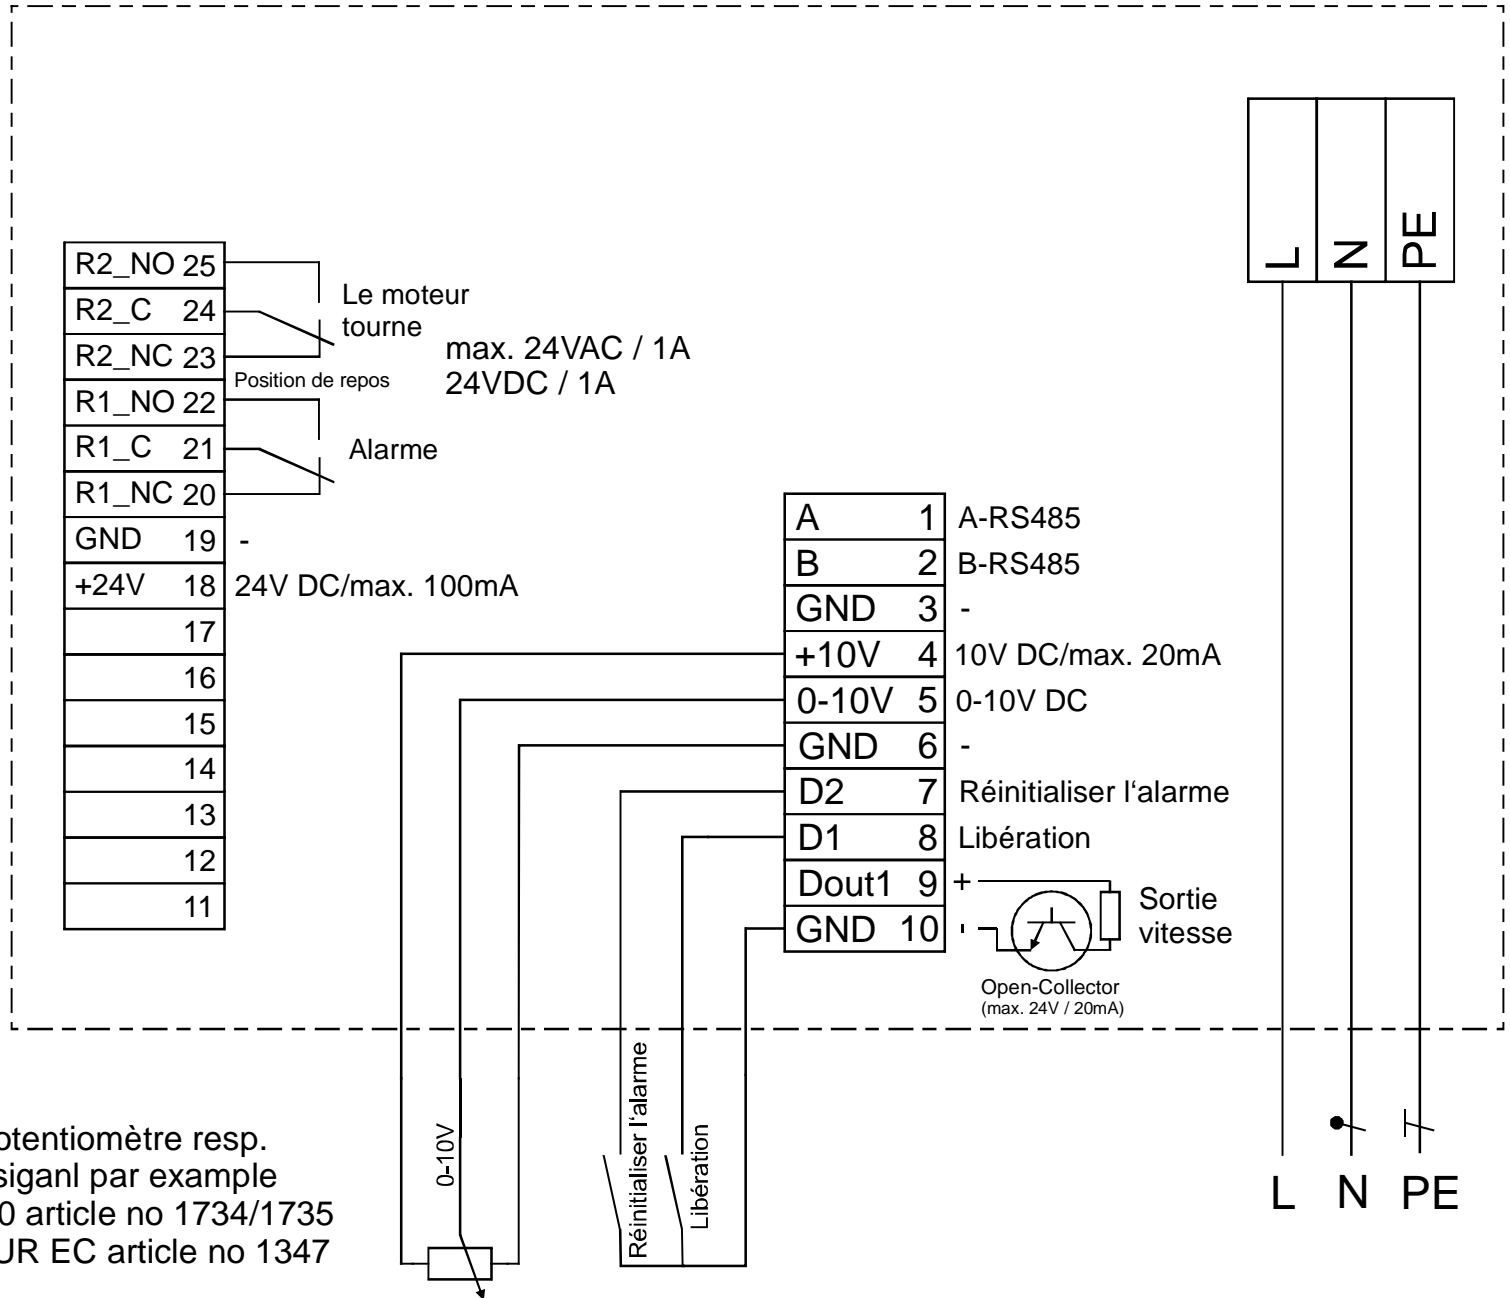 R2_NO 25
R2_C 24
R2_NC 23
R1_NO 22
R1_C 21
R1_NC 20
GND 19 -
+24V 18 24V DC/max. 100mA
17
16
15
14
13
12
11
Le moteur
tourne
max. 24VAC / 1A
24VDC / 1A
Position de repos
Alarme
A 1 A-RS485
B 2 B-RS485
GND 3 -
+10V 4 10V DC/max. 20mA
0-10V 5 0-10V DC
GND 6 -
D2 7 Réinitialiser l‘alarme
D1 8 Libération
Dout1 9 +
GND 10 -
Sortie
vitesse
Open-Collector
(max. 24V / 20mA)
L
N
PE
0-10V
Réinitialiser l‘alarme
Libération
L N PE
otentiomètre resp.
siganl par example
0 article no 1734/1735
UR EC article no 1347